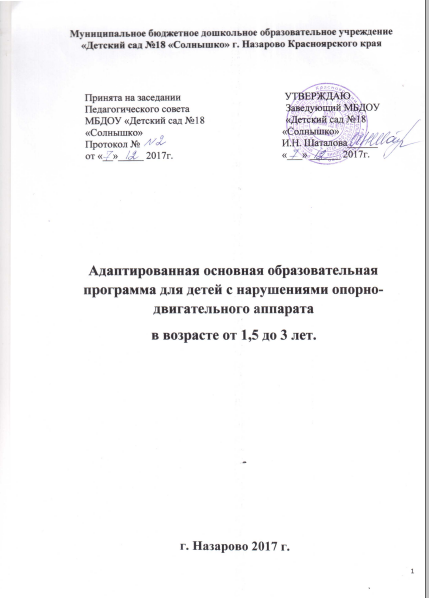 Муниципальное бюджетное дошкольное образовательное учреждение
«Детский сад №18 «Солнышко» г. Назарово Красноярского края
Принята на заседании
Педагогического совета
МБДОУ «Детский сад №18
«Солнышко»
Протокол № N2
от «7» 12 2017г.
УТВЕРЖДАЮ
Заведующий МБДОУ
«Детский сад №18
«Солнышко»
И.Н. Шаталова
«7» 12 2017г.
Адаптированная основная образовательная
программа для детей с нарушениями опорно-
двигательного аппарата
в возрасте от 1,5 до 3 лет.
г. Назарово 2017 г.
1